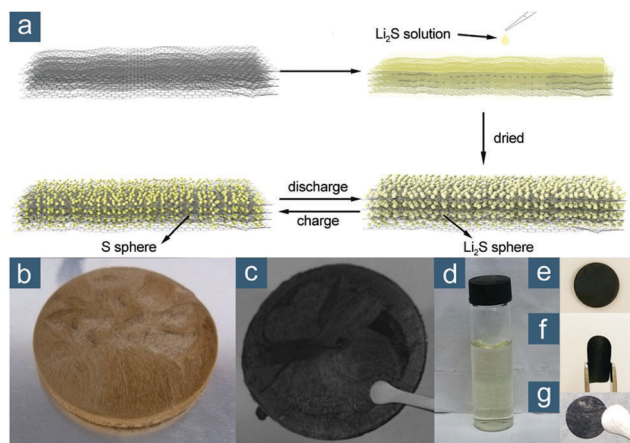 a
Li₂S solution
dried
discharge
charge
S sphere
Li₂S sphere
b
c
d
e
f
g